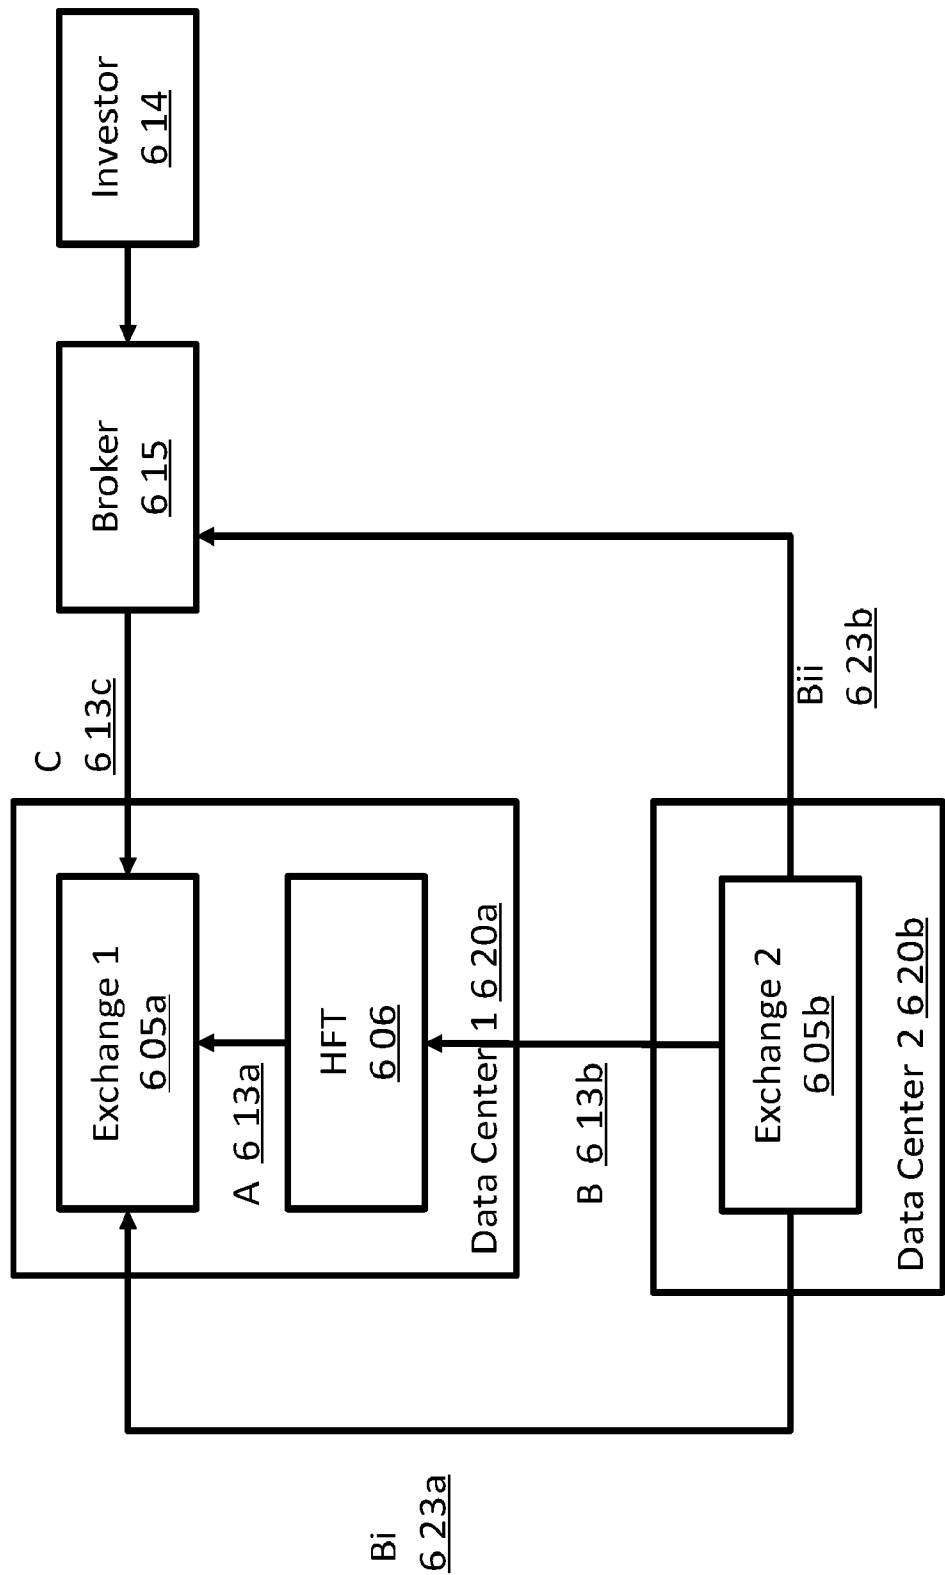 Bi
6 23a
Exchange 1
6 05a
A 6 13a
HFT
6 06
Data Center 1 6 20a
B 6 13b
Exchange 2
6 05b
Data Center 2 6 20b
C
6 13c
Broker
6 15
Bii
6 23b
Investor
6 14